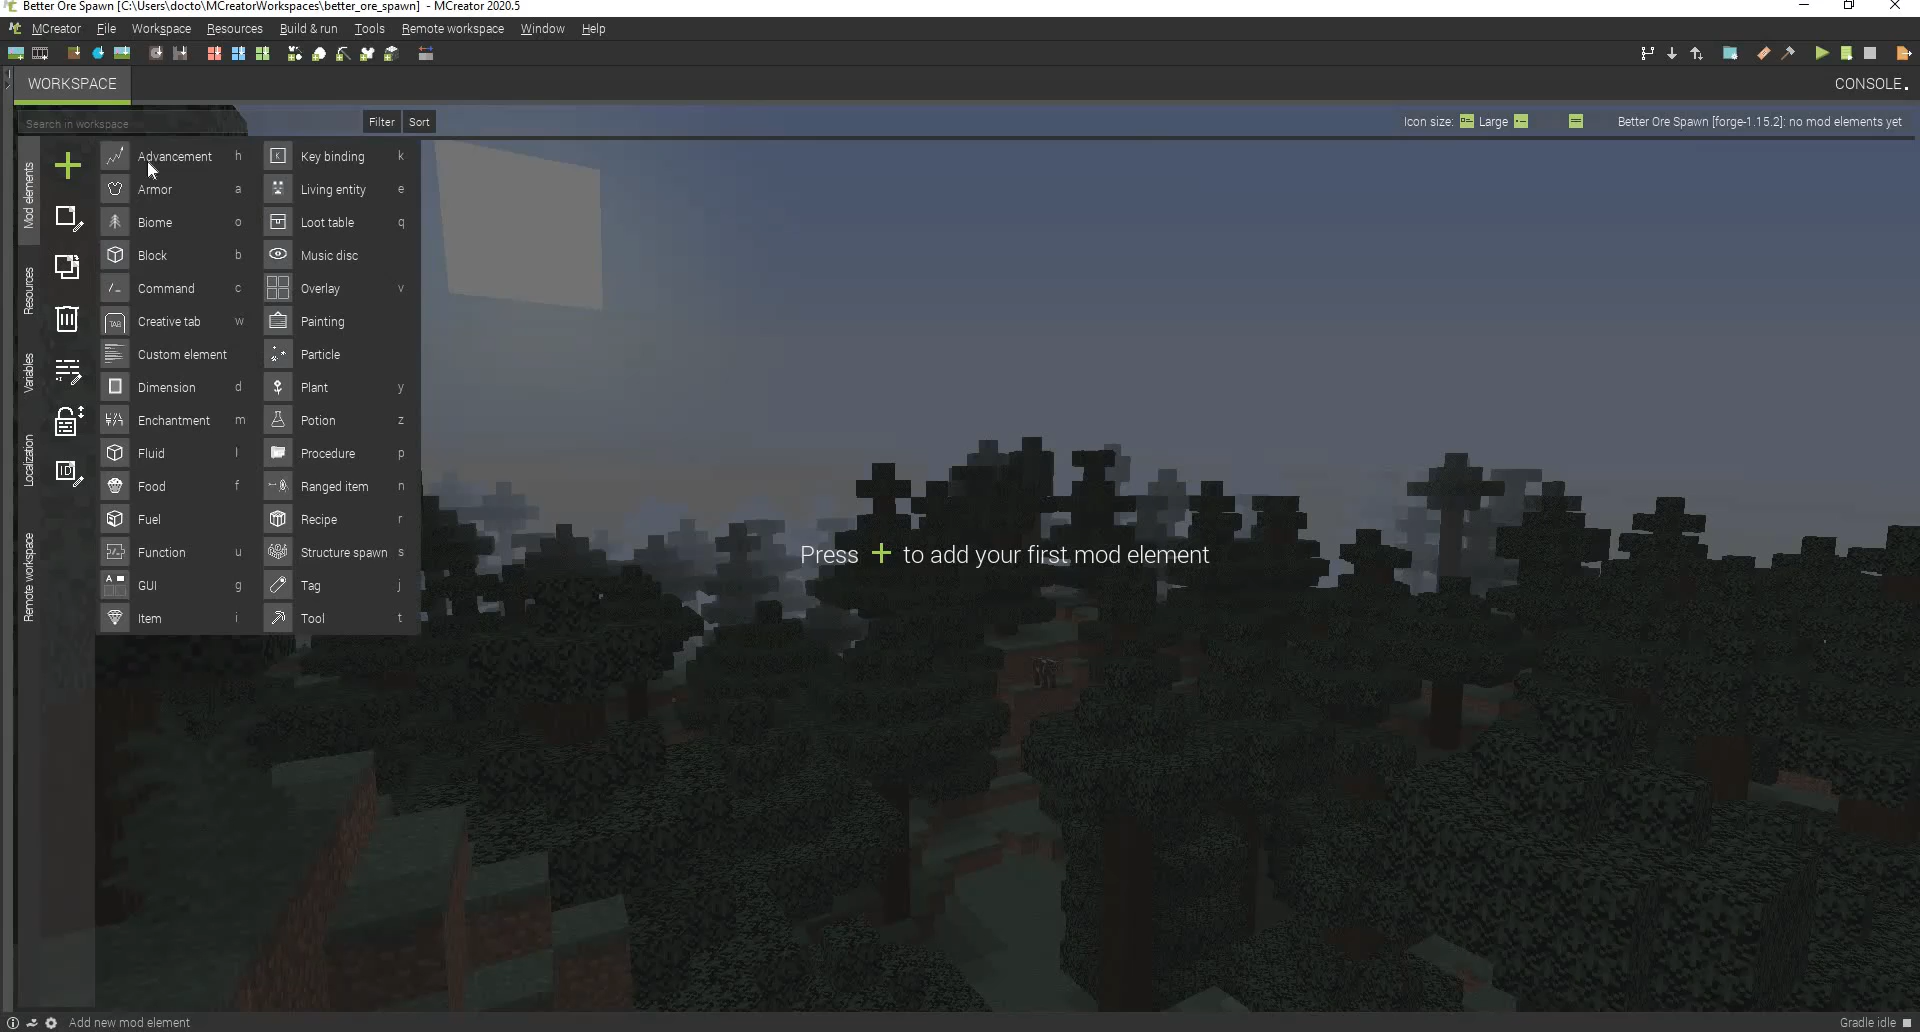 Better Ore Spawn [C:\Users\docto\MCreatorWorkspaces\better_ore_spawn] - MCreator 2020.5
MCreator File Workspace Resources Build & run Tools Remote workspace Window Help
WORKSPACE
CONSOLE
Search in workspace
Filter Sort
Icon size: Large
Better Ore Spawn [forge-1.15.2]: no mod elements yet
Mod elements
Resources
Variables
Localization
Remote workspace
Advancement h
Armor a
Biome o
Block b
Command c
Creative tab w
Custom element
Dimension d
Enchantment m
Fluid l
Food f
Fuel
Function u
GUI g
Item i
Key binding k
Living entity e
Loot table q
Music disc
Overlay v
Painting
Particle
Plant y
Potion z
Procedure p
Ranged item n
Recipe r
Structure spawn s
Tag j
Tool t
Press + to add your first mod element
Add new mod element
Gradle idle